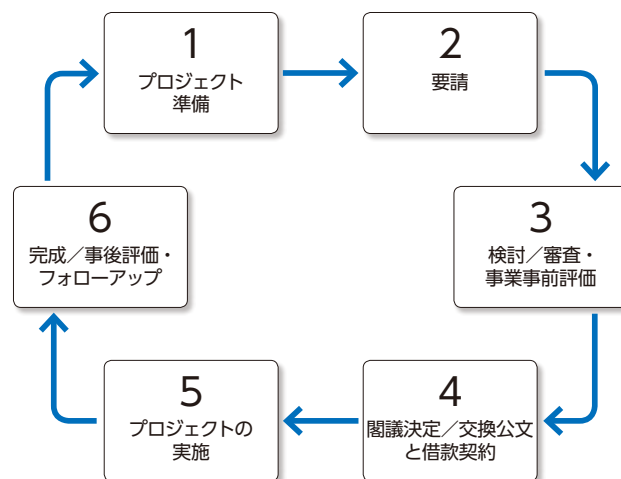 1
プロジェクト
準備
2
要請
3
検討／審査・
事業事前評価
4
閣議決定／交換公文
と借款契約
5
プロジェクトの
実施
6
完成／事後評価・
フォローアップ